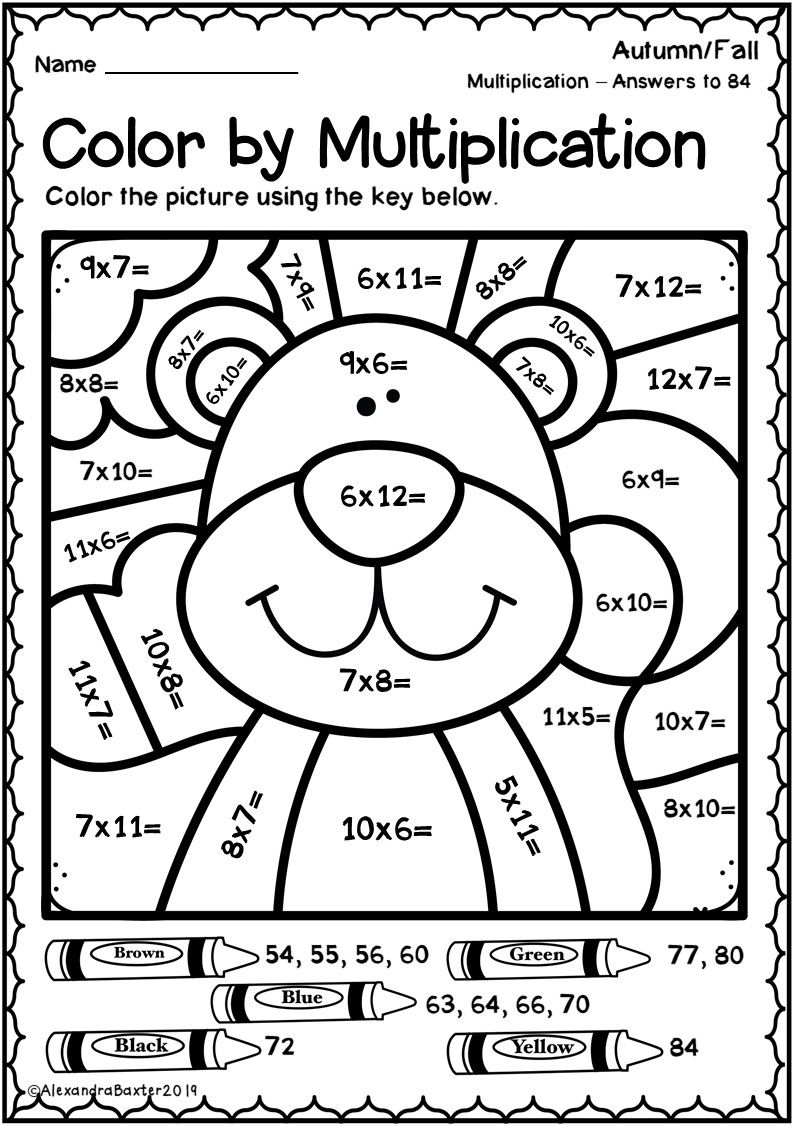 Name
Autumn/Fall
Multiplication – Answers to 84
Color by Multiplication
Color the picture using the key below.
9x7=
7x9=
6x11=
8x8=
7x12=
8x7=
6x10=
9x6=
10x6=
7x8=
8x8=
12x7=
7x10=
6x12=
6x9=
11x6=
6x10=
11x7=
10x8=
7x8=
11x5=
10x7=
7x11=
8x7=
10x6=
5x11=
8x10=
Brown 54, 55, 56, 60
Green 77, 80
Blue 63, 64, 66, 70
Black 72
Yellow 84
©AlexandraBaxter2019